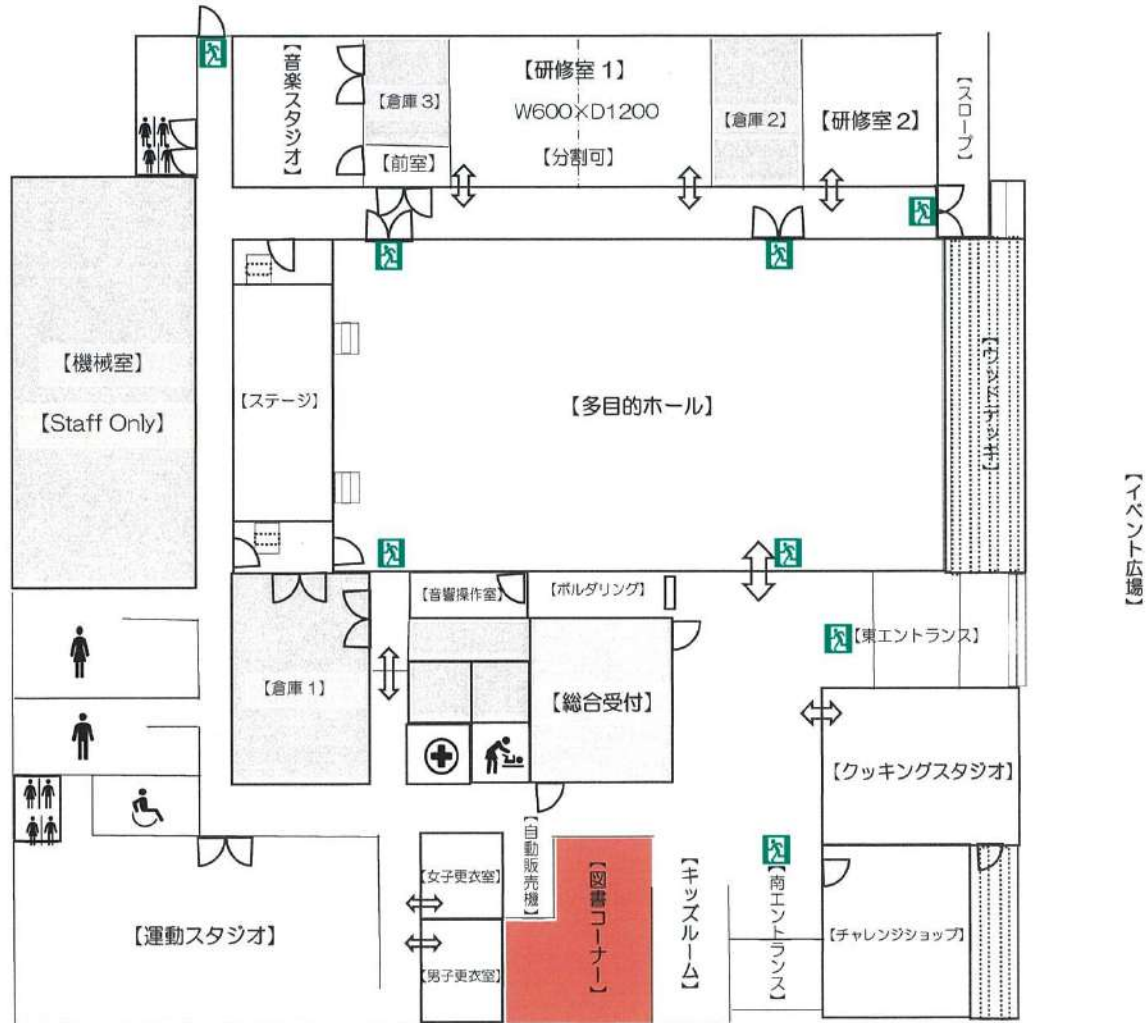 【音楽スタジオ】
【倉庫3】
【前室】
【研修室1】
W600×D1200
【分割可】
【倉庫2】
【研修室2】
【スロープ】
【機械室】
【Staff Only】
【ステージ】
【多目的ホール】
【ウッドデッキ】
【イベント広場】
【音響操作室】
【ボルダリング】
【東エントランス】
【倉庫1】
【総合受付】
【クッキングスタジオ】
【運動スタジオ】
【女子更衣室】
【男子更衣室】
【自動販売機】
【図書コーナー】
【キッズルーム】
【南エントランス】
【チャレンジショップ】